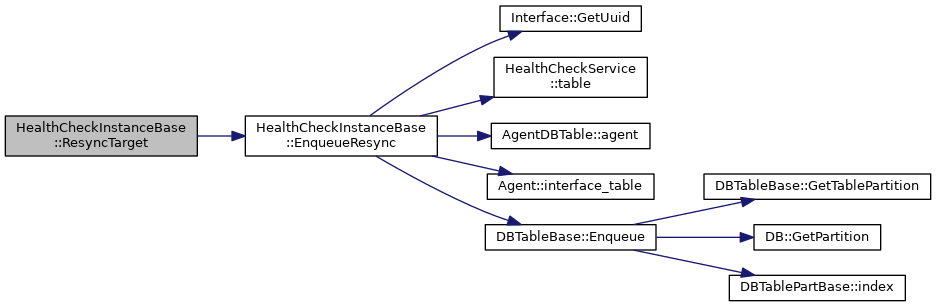 HealthCheckInstanceBase
::ResyncTarget
HealthCheckInstanceBase
::EnqueueResync
Interface::GetUuid
HealthCheckService
::table
AgentDBTable::agent
Agent::interface_table
DBTableBase::Enqueue
DBTableBase::GetTablePartition
DB::GetPartition
DBTablePartBase::index